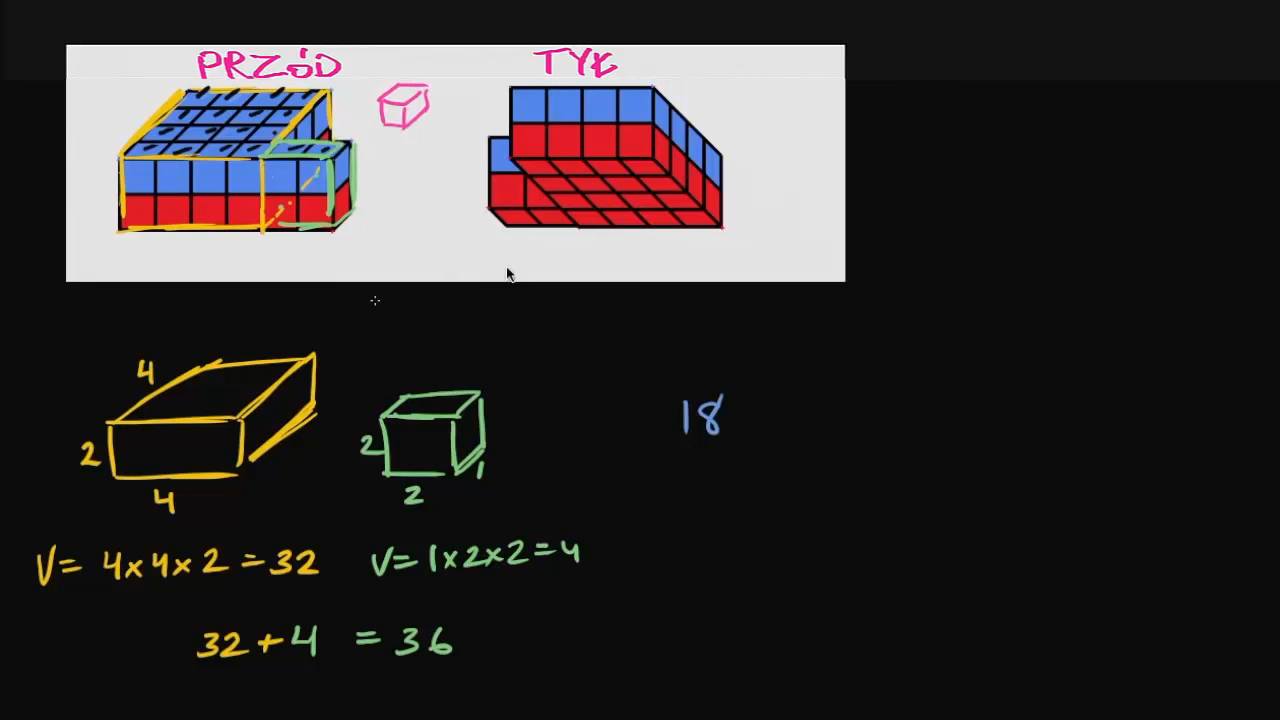 PRZÓD TYŁ
4
2
4
2
2
1
18
V= 4x4x2=32 V=1x2x2=4
32+4 = 36